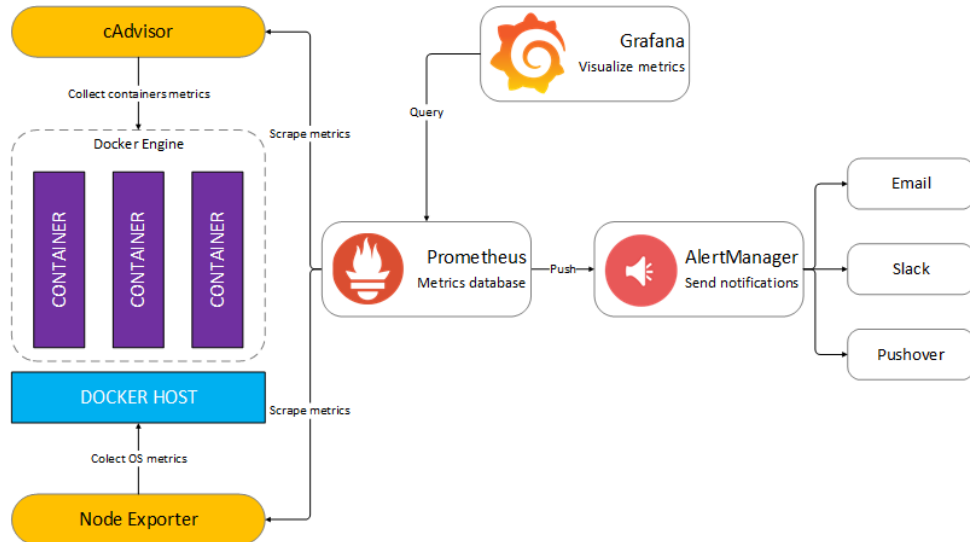 cAdvisor
Grafana
Visualize metrics
Collect containers metrics
Query
Scrape metrics
Docker Engine
CONTAINER
CONTAINER
CONTAINER
Email
Prometheus
Metrics database
Push
AlertManager
Send notifications
Slack
Pushover
DOCKER HOST
Scrape metrics
Colect OS metrics
Node Exporter